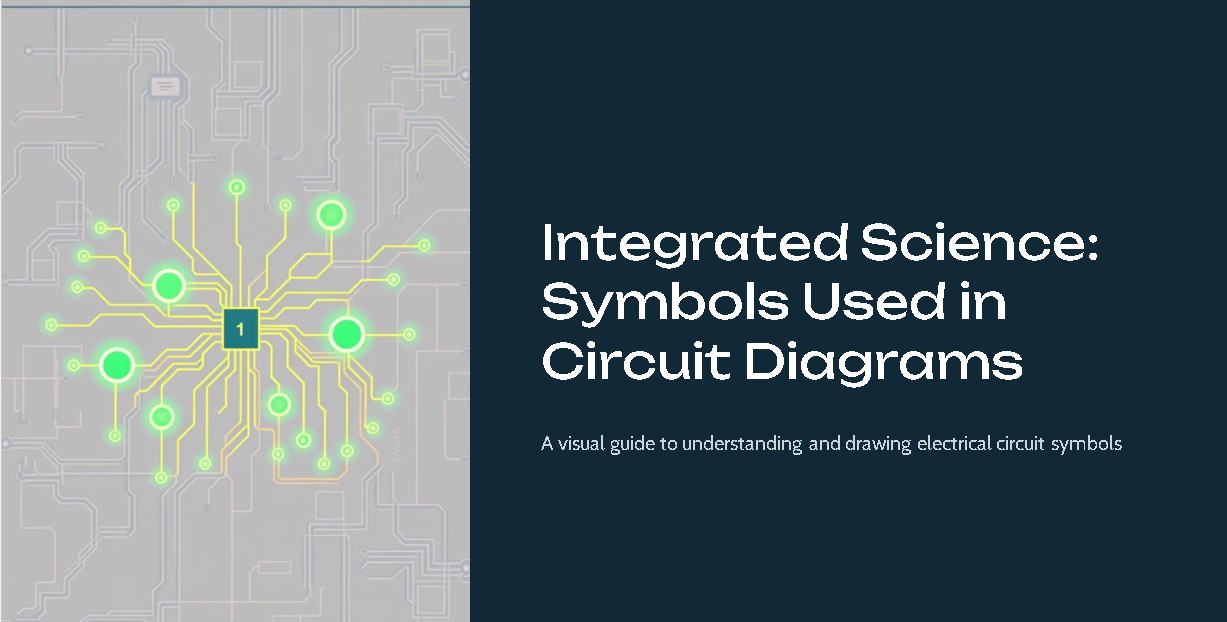 1
Integrated Science:
Symbols Used in
Circuit Diagrams
A visual guide to understanding and drawing electrical circuit symbols